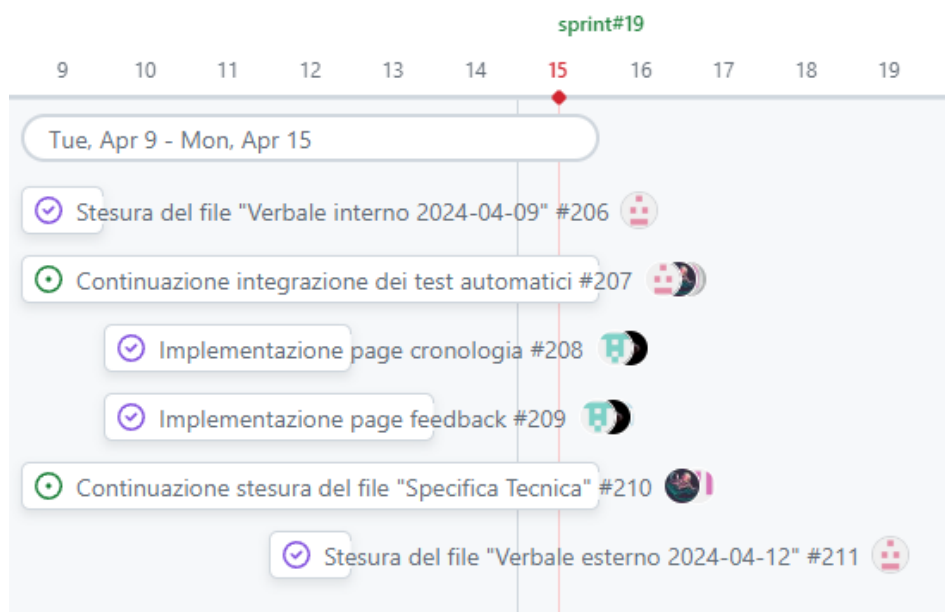 sprint#19
9 10 11 12 13 14 15 16 17 18 19
Tue, Apr 9 - Mon, Apr 15
Stesura del file "Verbale interno 2024-04-09" #206
Continuazione integrazione dei test automatici #207
Implementazione page cronologia #208
Implementazione page feedback #209
Continuazione stesura del file "Specifica Tecnica" #210
Stesura del file "Verbale esterno 2024-04-12" #211